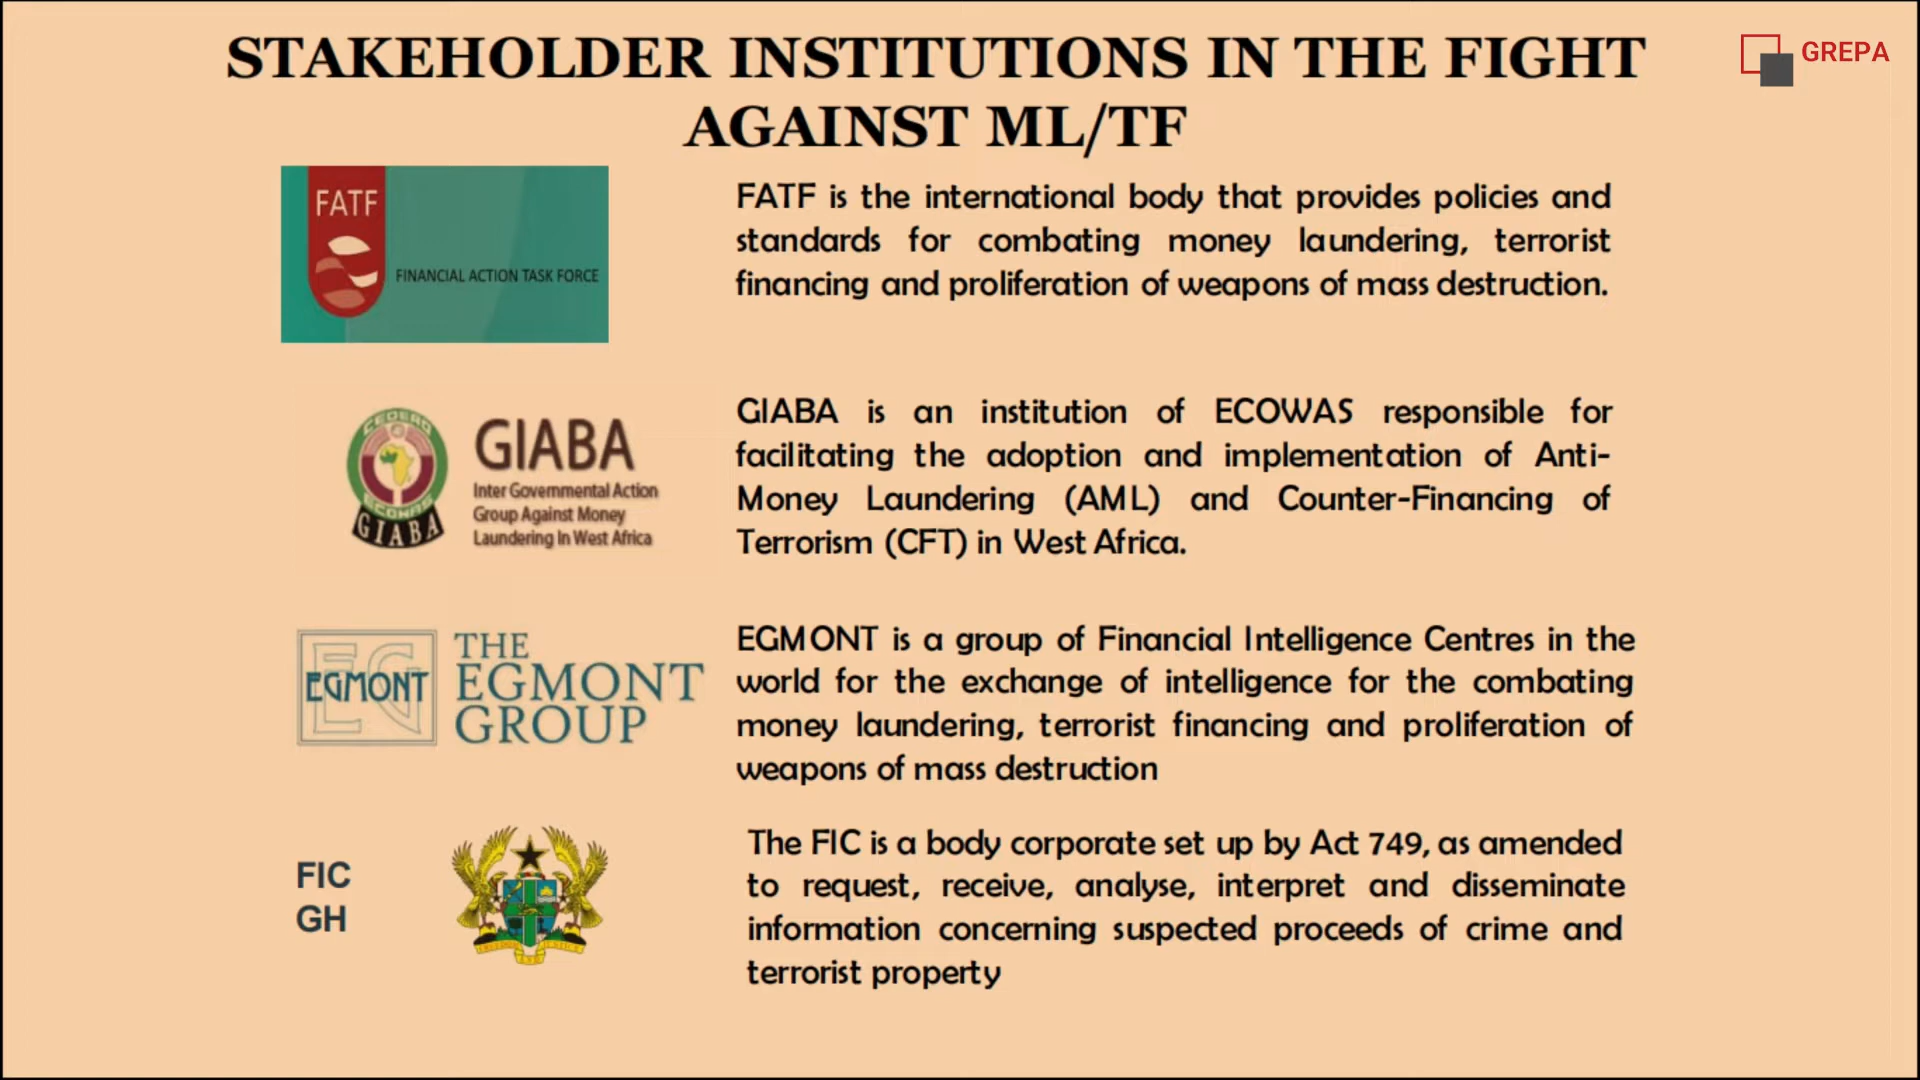 STAKEHOLDER INSTITUTIONS IN THE FIGHT
AGAINST ML/TF
GREPA
FATF
FINANCIAL ACTION TASK FORCE
FATF is the international body that provides policies and
standards for combating money laundering, terrorist
financing and proliferation of weapons of mass destruction.
CEDEAO
ECOWAS
GIABA
GIABA
Inter Governmental Action
Group Against Money
Laundering In West Africa
GIABA is an institution of ECOWAS responsible for
facilitating the adoption and implementation of Anti-
Money Laundering (AML) and Counter-Financing of
Terrorism (CFT) in West Africa.
EG
EGMONT
THE
EGMONT
GROUP
EGMONT is a group of Financial Intelligence Centres in the
world for the exchange of intelligence for the combating
money laundering, terrorist financing and proliferation of
weapons of mass destruction
FIC
GH
The FIC is a body corporate set up by Act 749, as amended
to request, receive, analyse, interpret and disseminate
information concerning suspected proceeds of crime and
terrorist property